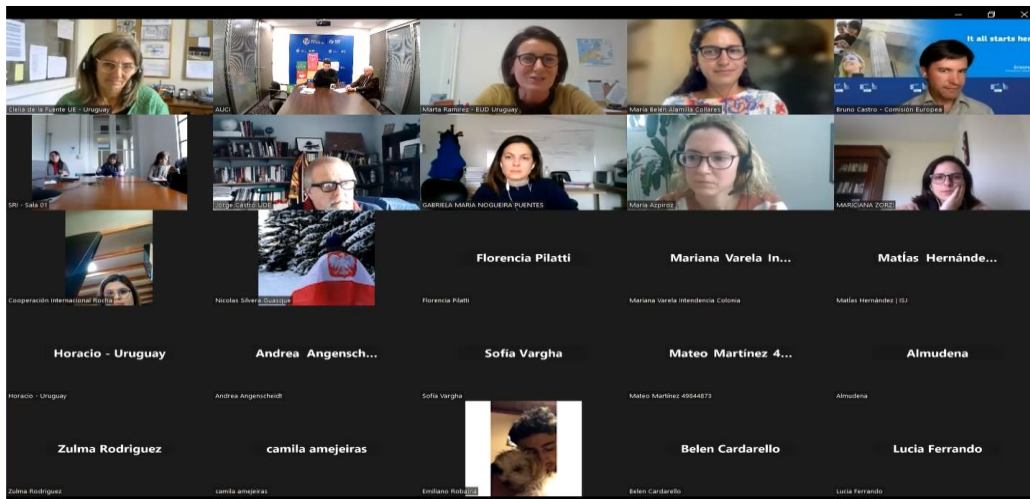 It all starts her
Clelia de la Fuente UE - Uruguay
AUCI
Marta Ramirez - EUD Uruguay
María Belén Alamilla Collares
Bruno Castro - Comisión Europea
SRI - Sala 01
Jorge Castro UDE
GABRIELA MARIA NOGUEIRA PUENTES
Maria Azpiroz
MARICIANA ZORZI
Cooperación Internacional Rocha
Nicolas Silvera Guasque
Florencia Pilatti
Florencia Pilatti
Mariana Varela In...
Mariana Varela Intendencia Colonia
Matías Hernánde...
Matías Hernández | ISJ
Horacio - Uruguay
Horacio - Uruguay
Andrea Angensch...
Andrea Angenscheidt
Sofía Vargha
Sofía Vargha
Mateo Martínez 4...
Mateo Martínez 49844873
Almudena
Almudena
Zulma Rodriguez
Zulma Rodriguez
camila amejeiras
camila amejeiras
Emiliano Robaina
Belen Cardarello
Belen Cardarello
Lucia Ferrando
Lucia Ferrando